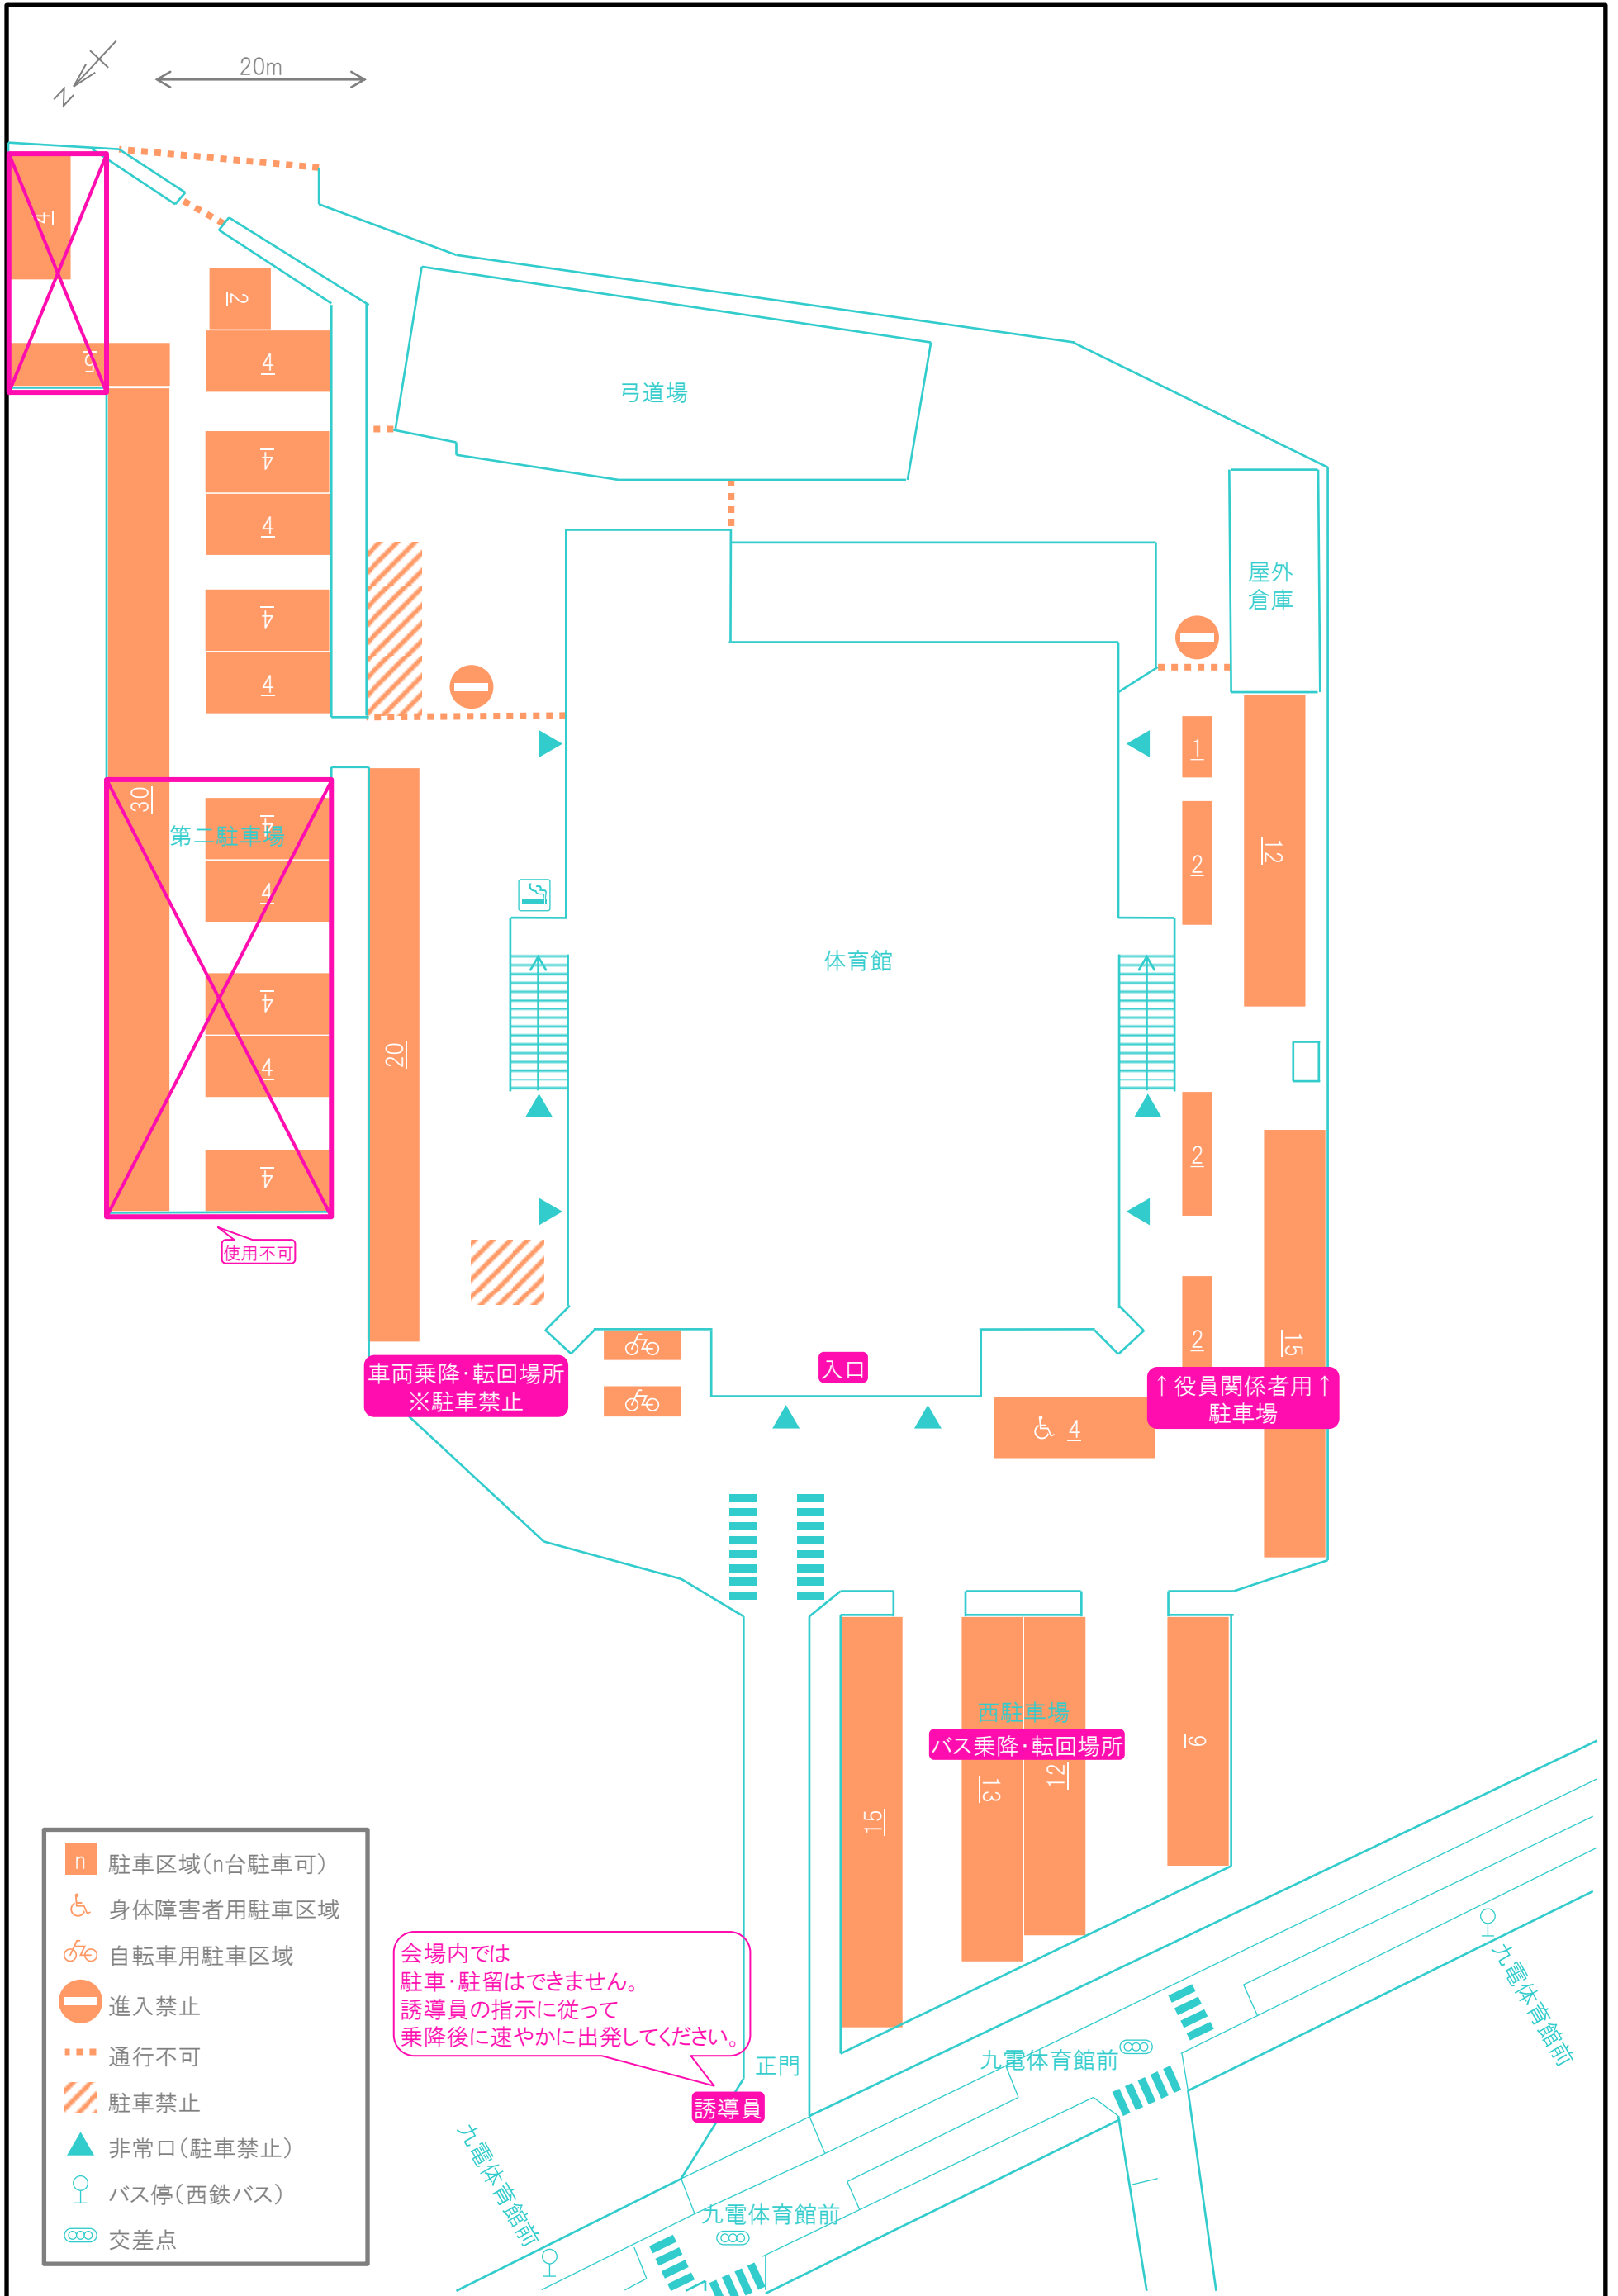 N
20m
4
2
5
4
弓道場
4
4
屋外
倉庫
4
4
1
30
4
第二駐車場
12
2
4
体育館
4
20
4
2
4
使用不可
2
15
入口
車両乗降・転回場所
※駐車禁止
↑役員関係者用↑
駐車場
4
西駐車場
バス乗降・転回場所
9
13
12
15
n 駐車区域(n台駐車可)
身体障害者用駐車区域
自転車用駐車区域
進入禁止
通行不可
駐車禁止
非常口(駐車禁止)
バス停(西鉄バス)
交差点
会場内では
駐車・駐留はできません。
誘導員の指示に従って
乗降後に速やかに出発してください。
正門
誘導員
九電体育館前
九電体育館前
九電体育館前
九電体育館前